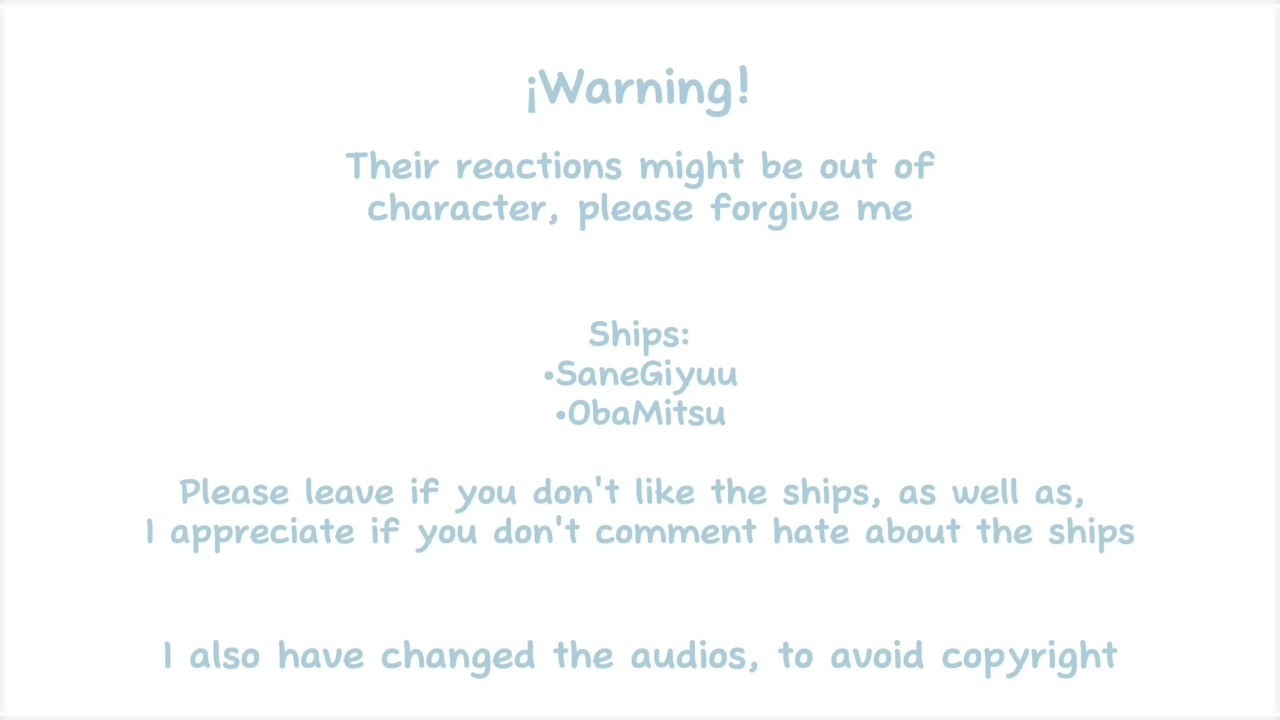 ¡Warning!
Their reactions might be out of
character, please forgive me
Ships:
•SaneGiyuu
•ObaMitsu
Please leave if you don't like the ships, as well as,
I appreciate if you don't comment hate about the ships
I also have changed the audios, to avoid copyright